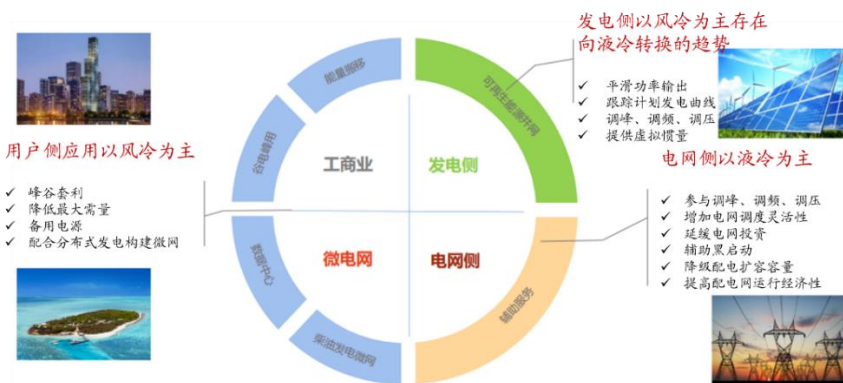 发电侧以风冷为主存在
向液冷转换的趋势
✓ 平滑功率输出
✓ 跟踪计划发电曲线
✓ 调峰、调频、调压
✓ 提供虚拟惯量
用户侧应用以风冷为主
✓ 峰谷套利
✓ 降低最大需量
✓ 备用电源
✓ 配合分布式发电构建微网
能量搬移
谷电峰用
数据中心
柴油发电微网
可再生能源并网
辅助服务
工商业
发电侧
微电网
电网侧
电网侧以液冷为主
✓ 参与调峰、调频、调压
✓ 增加电网调度灵活性
✓ 延缓电网投资
✓ 辅助黑启动
✓ 降级配电扩容容量
✓ 提高配电网运行经济性